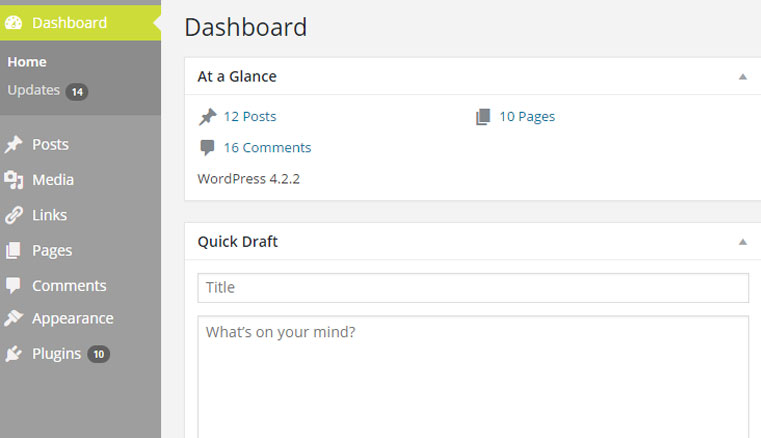 Dashboard
Home
Updates 14
Posts
Media
Links
Pages
Comments
Appearance
Plugins 10
Dashboard
At a Glance
12 Posts
10 Pages
16 Comments
WordPress 4.2.2
Quick Draft
Title
What's on your mind?